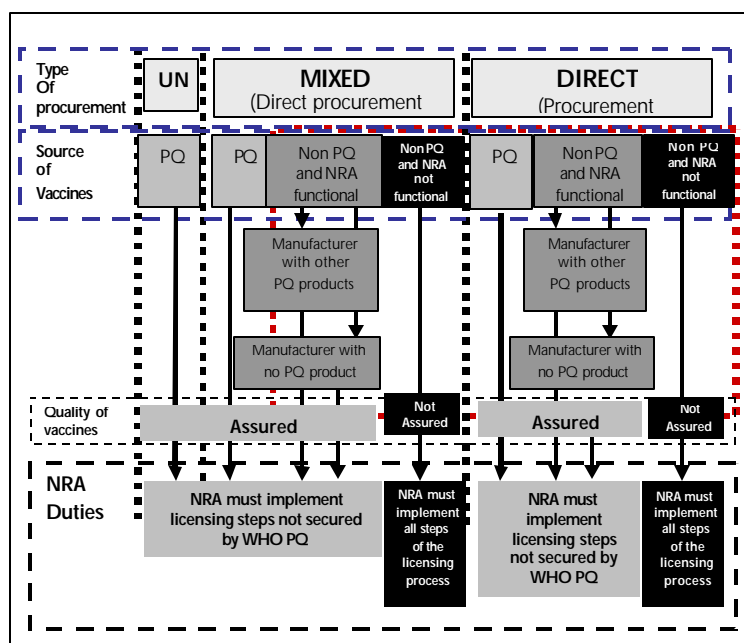 Type
Of
procurement
UN
MIXED
(Direct procurement
DIRECT
(Procurement
Source
of
Vaccines
PQ
PQ
Non PQ
and NRA
functional
Non PQ
and NRA
not
functional
PQ
Non PQ
and NRA
functional
Non PQ
and NRA
not
functional
Manufacturer
with other
PQ products
Manufacturer
with other
PQ products
Manufacturer with
no PQ product
Manufacturer with
no PQ product
Quality of
vaccines
Assured
Not
Assured
Assured
Not
Assured
NRA
Duties
NRA must implement
licensing steps not secured
by WHO PQ
NRA must
implement
all steps
of the
licensing
process
NRA must
implement
licensing steps
not secured by
WHO PQ
NRA must
implement
all steps
of the
licensing
process